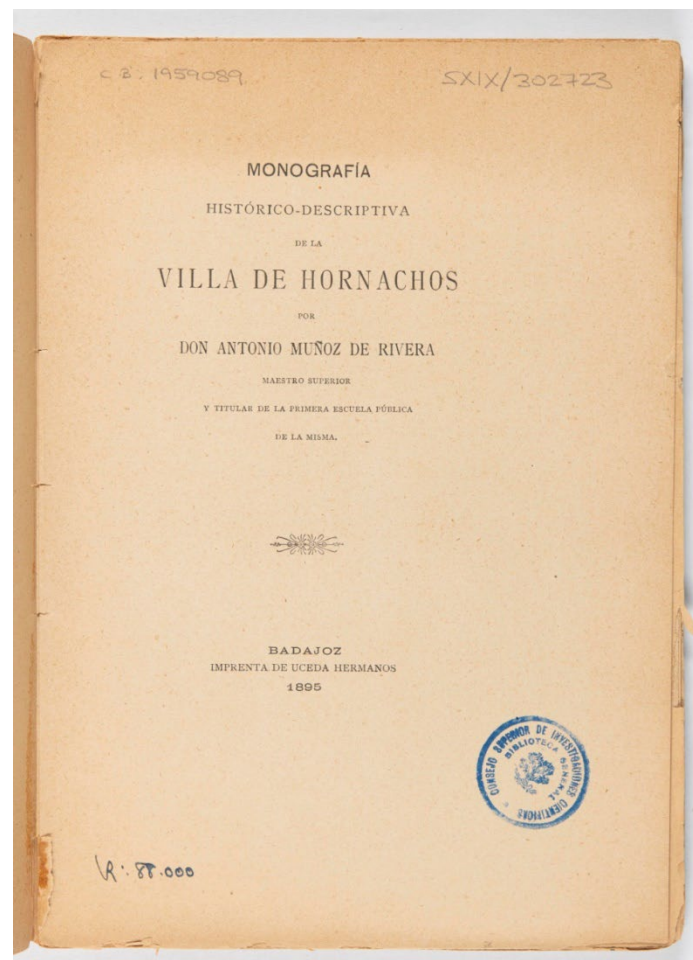 C B. 1959089
SXIX/302723
MONOGRAFÍA
HISTÓRICO-DESCRIPTIVA
DE LA
VILLA DE HORNACHOS
POR
DON ANTONIO MUÑOZ DE RIVERA
MAESTRO SUPERIOR
Y TITULAR DE LA PRIMERA ESCUELA PÚBLICA
DE LA MISMA.
BADAJOZ
IMPRENTA DE UCEDA HERMANOS
1895
CONSEJO SUPERIOR DE INVESTIGACIONES CIENTIFICAS
BIBLIOTECA GENERAL
R: 88.000